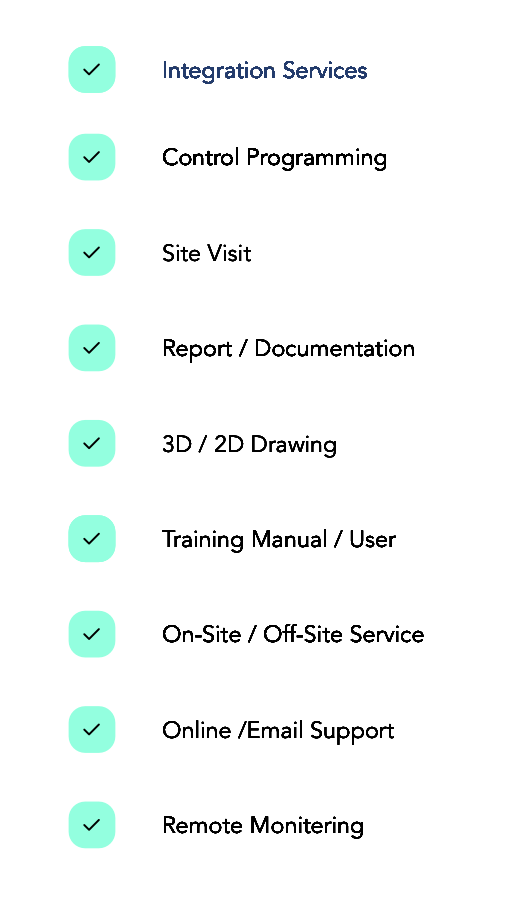 Integration Services
Control Programming
Site Visit
Report / Documentation
3D / 2D Drawing
Training Manual / User
On-Site / Off-Site Service
Online /Email Support
Remote Monitering